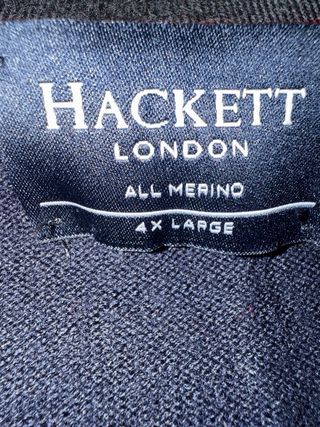 HACKETT
LONDON
ALL MERINO
4X LARGE